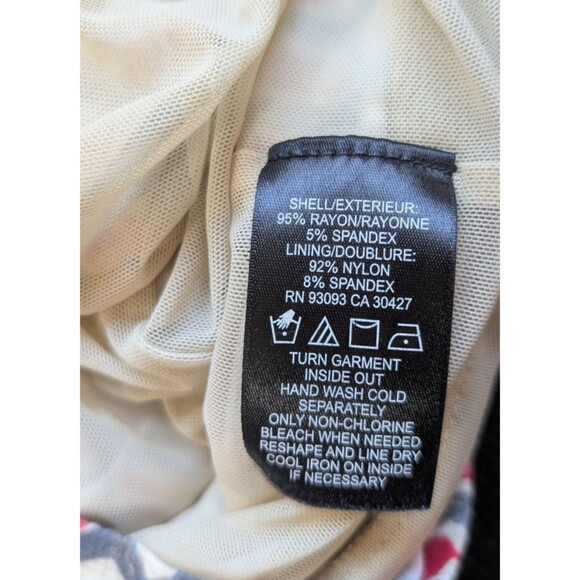 SHELL/EXTERIEUR:
95% RAYON/RAYONNE
5% SPANDEX
LINING/DOUBLURE:
92% NYLON
8% SPANDEX
RN 93093 CA 30427
TURN GARMENT
INSIDE OUT
HAND WASH COLD
SEPARATELY
ONLY NON-CHLORINE
BLEACH WHEN NEEDED
RESHAPE AND LINE DRY
COOL IRON ON INSIDE
IF NECESSARY